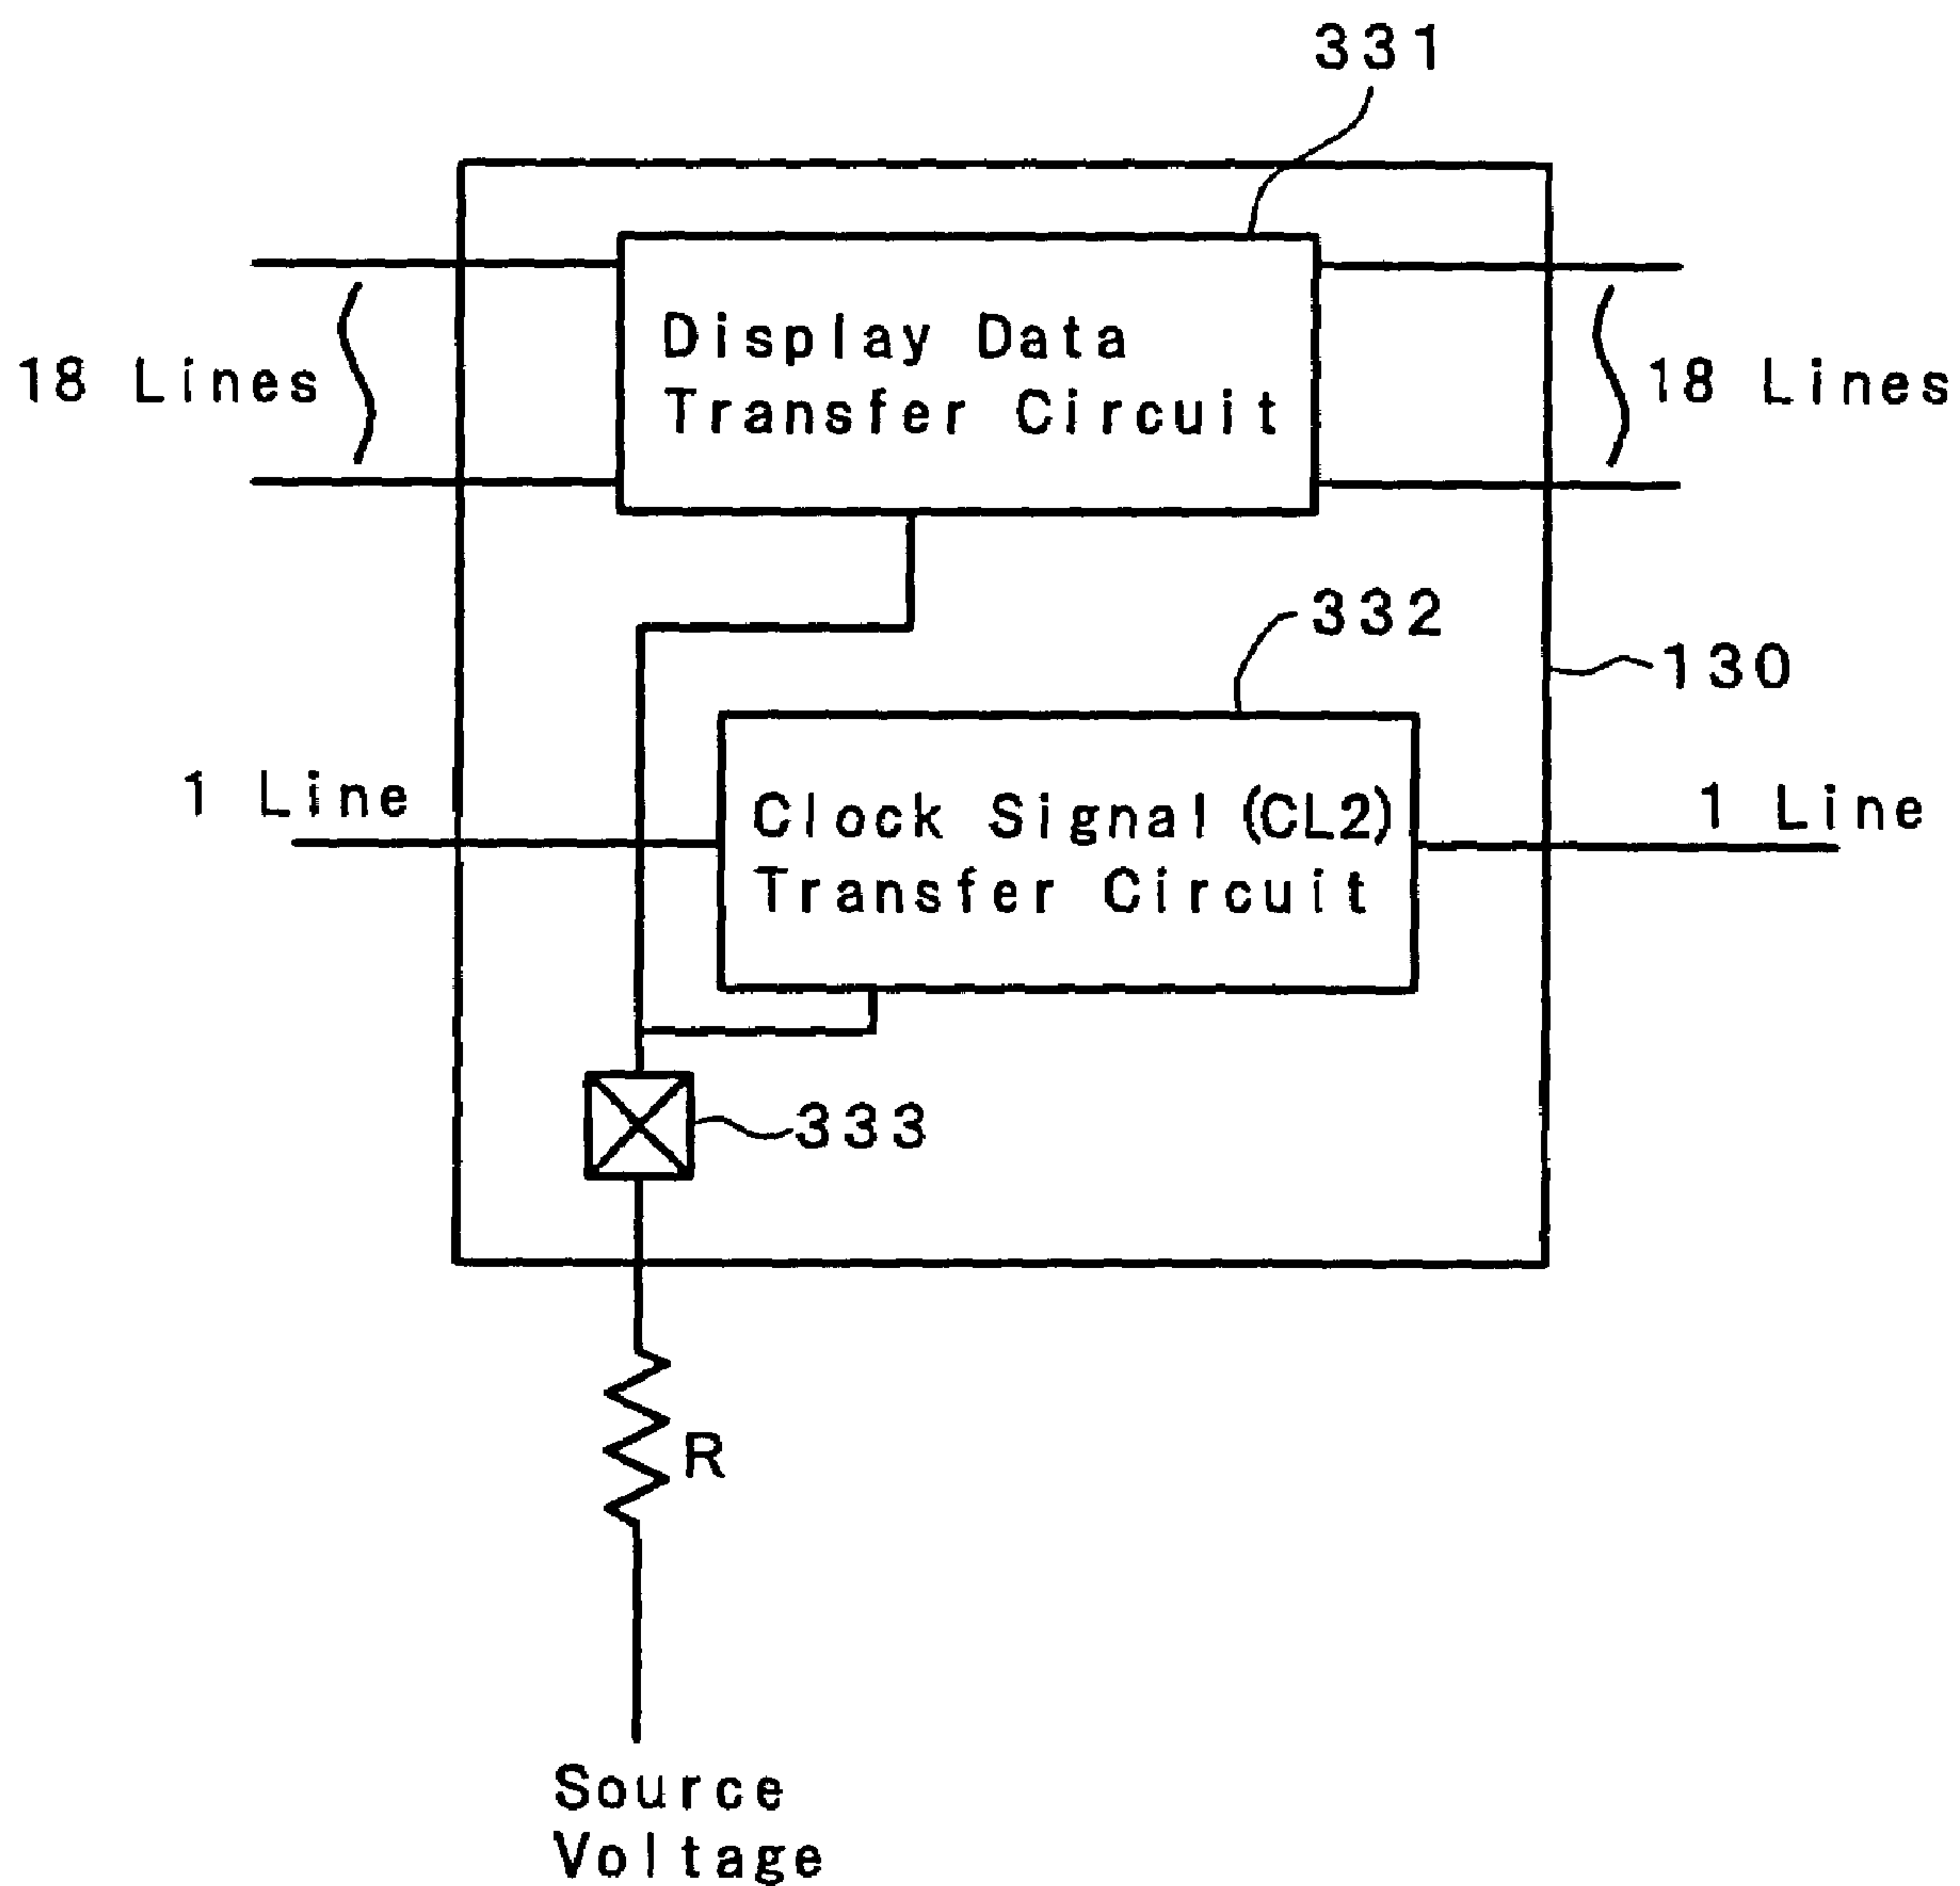 331
Display Data
Transfer Circuit
18 Lines
18 Lines
332
130
1 Line
Clock Signal (CL2)
Transfer Circuit
1 Line
333
R
Source
Voltage